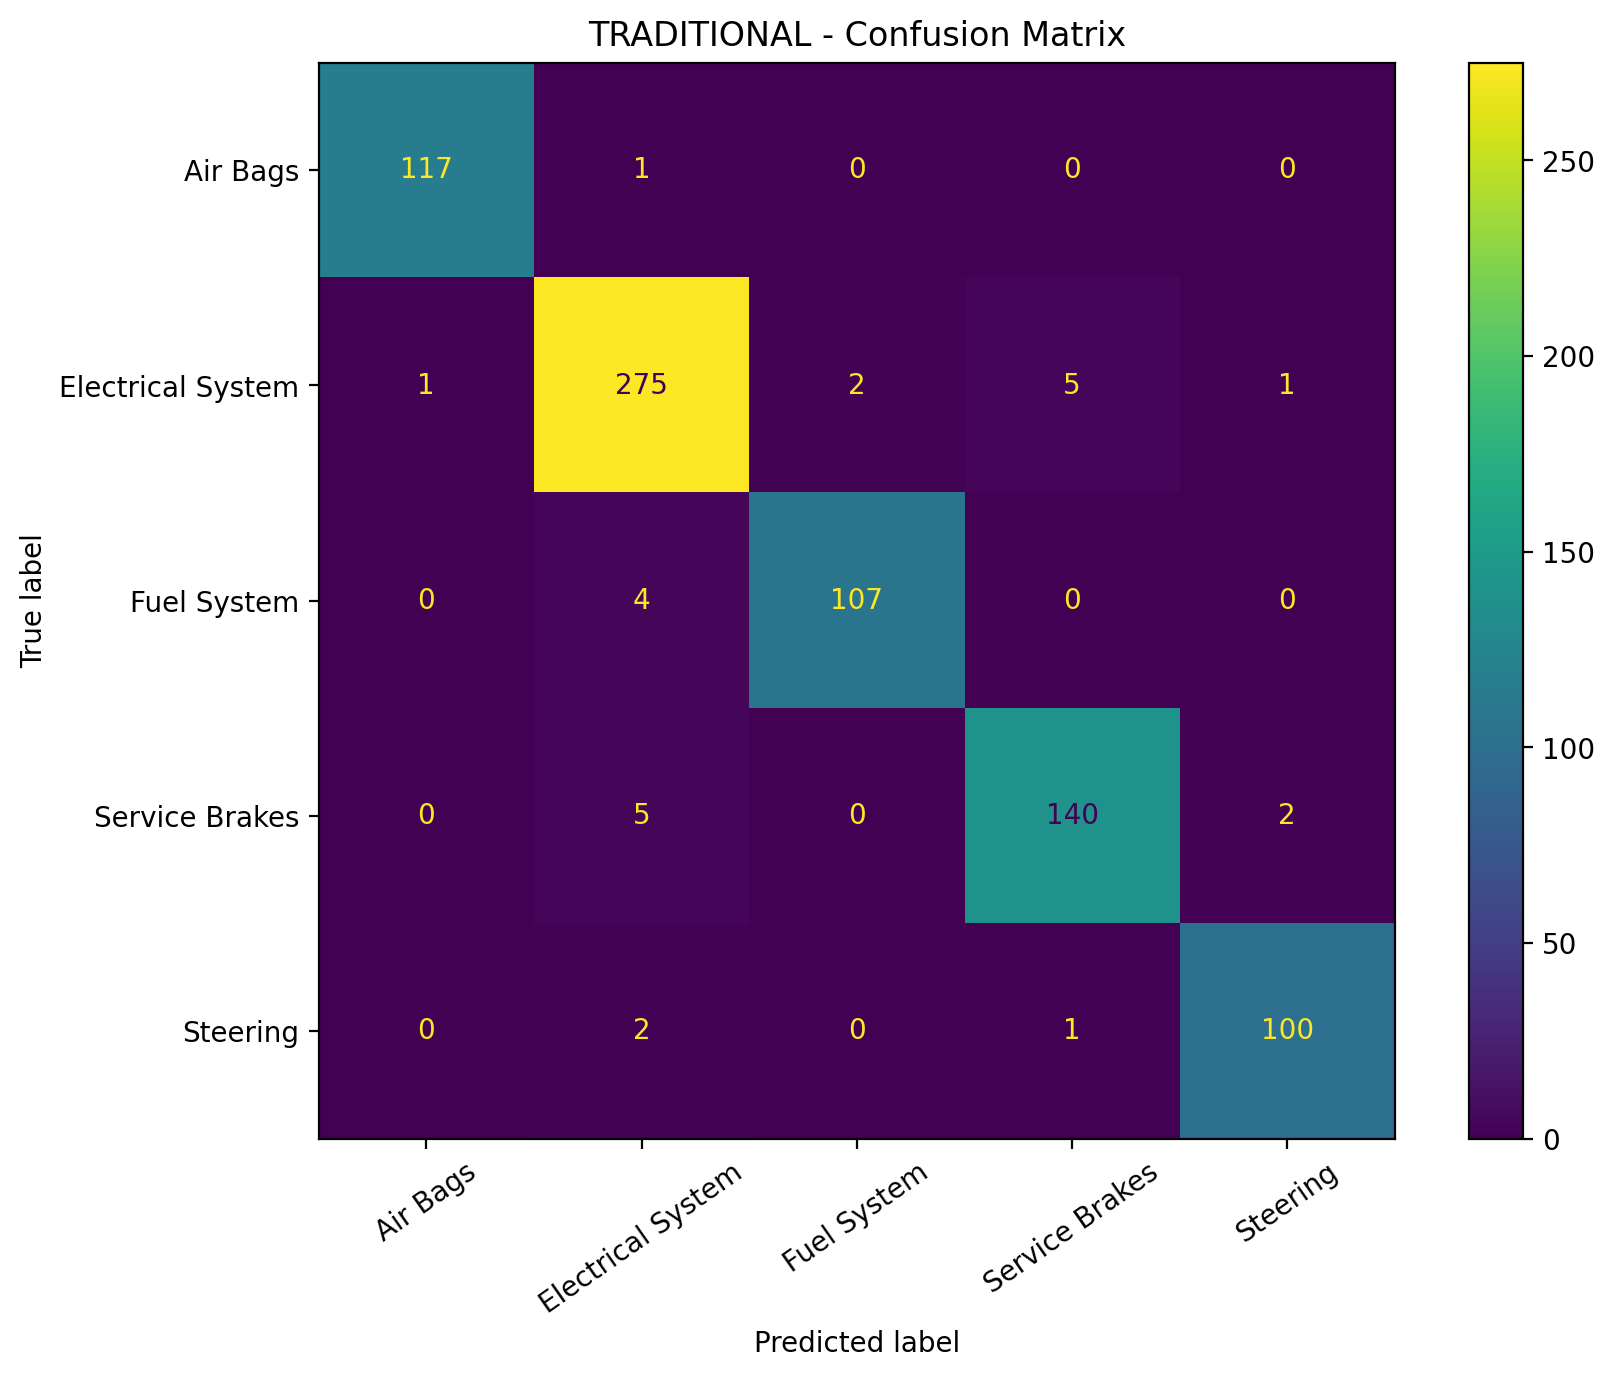 TRADITIONAL - Confusion Matrix
Air Bags 117 1 0 0 0
Electrical System 1 275 2 5 1
Fuel System 0 4 107 0 0
Service Brakes 0 5 0 140 2
Steering 0 2 0 1 100
True label
Air Bags Electrical System Fuel System Service Brakes Steering
Predicted label
250
200
150
100
50
0